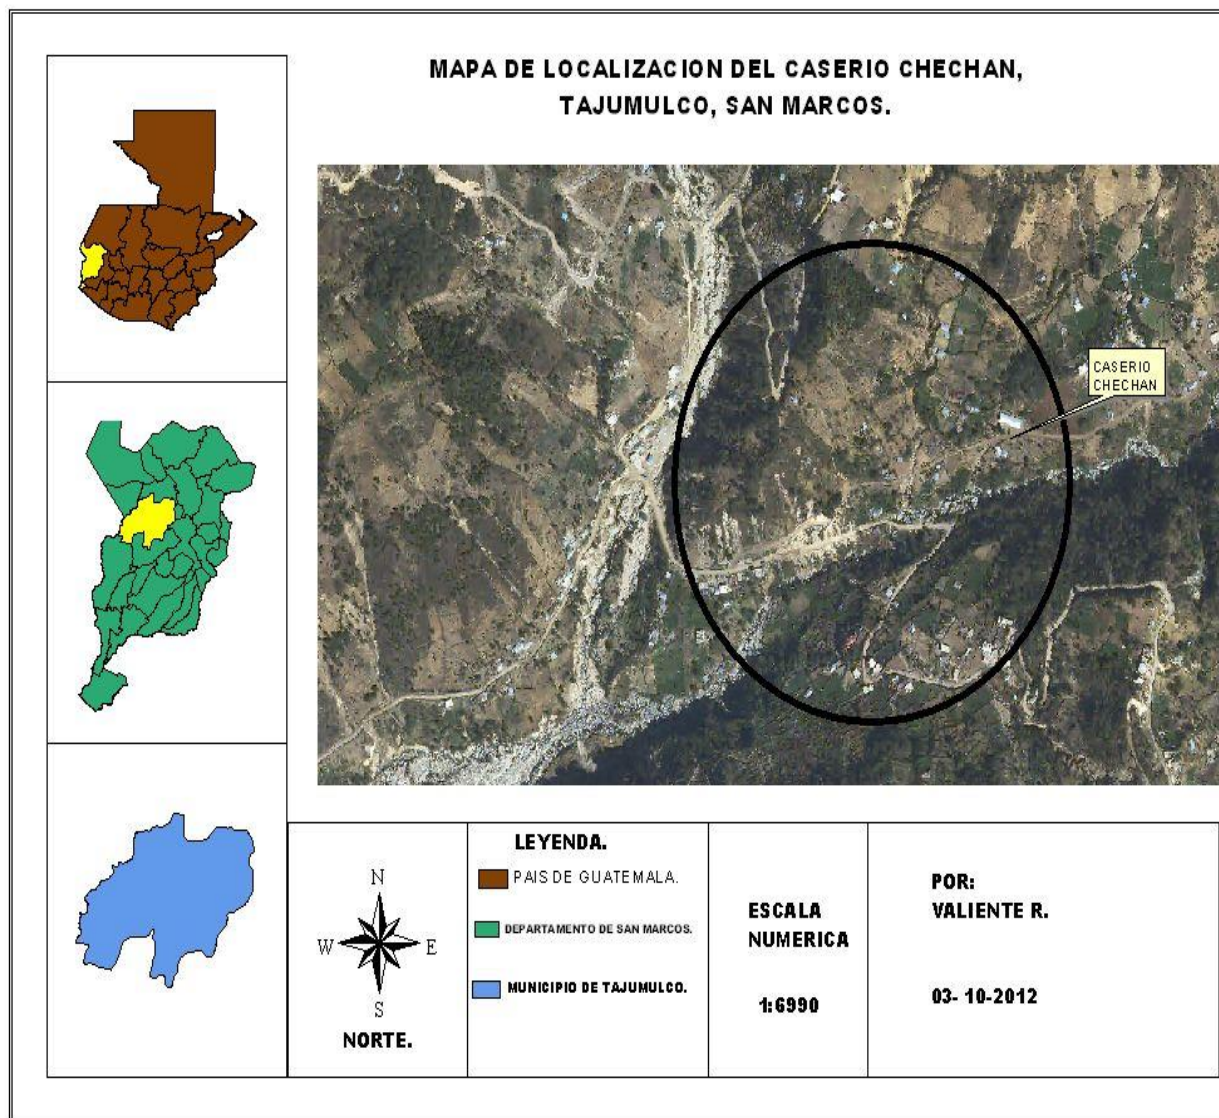 MAPA DE LOCALIZACION DEL CASERIO CHECHAN,
TAJUMULCO, SAN MARCOS.
CASERIO
CHECHAN
N
W E
S
NORTE.
LEYENDA.
PAIS DE GUATEMALA.
DEPARTAMENTO DE SAN MARCOS.
MUNICIPIO DE TAJUMULCO.
ESCALA
NUMERICA
1:6990
POR:
VALIENTE R.
03- 10-2012